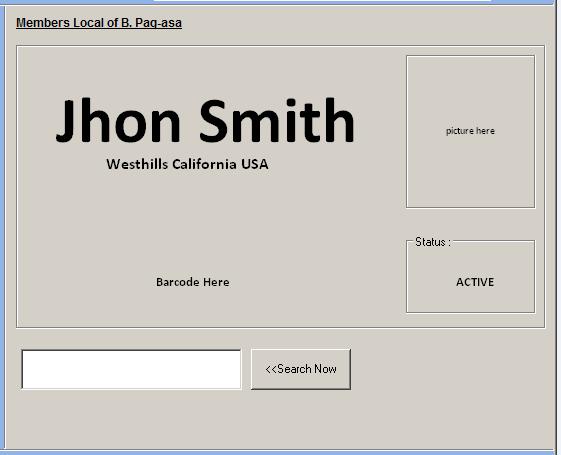 Members Local of B. Pag-asa
Jhon Smith
Westhills California USA
picture here
Status :
Barcode Here
ACTIVE
<<Search Now